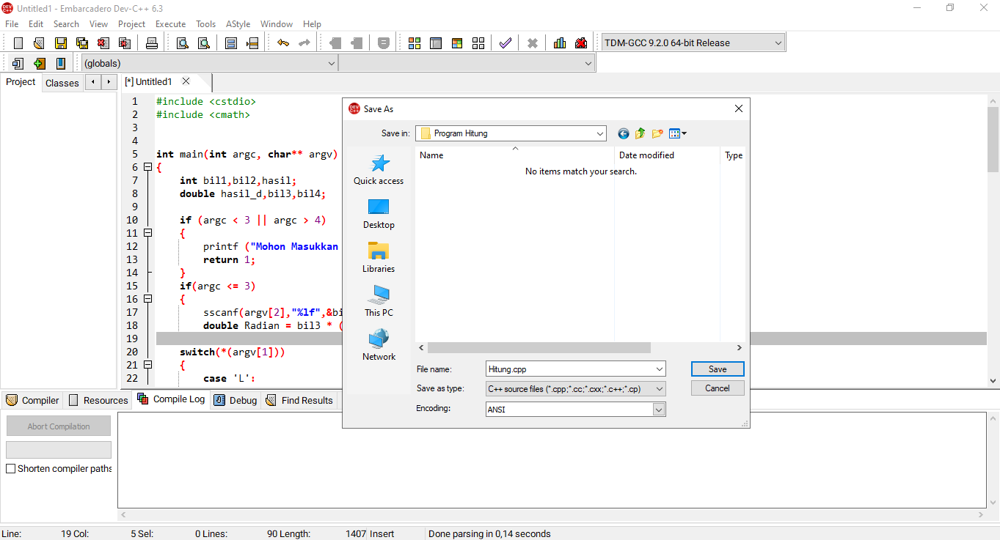 Untitled1 - Embarcadero Dev-C++ 6.3
File Edit Search View Project Execute Tools AStyle Window Help
TDM-GCC 9.2.0 64-bit Release
(globals)
Project Classes [*] Untitled1
1 #include <cstdio>
2 #include <cmath>
3
4
5 int main(int argc, char** argv)
6 {
7 int bil1,bil2,hasil;
8 double hasil_d,bil3,bil4;
9
10 if (argc < 3 || argc > 4)
11 {
12 printf ("Mohon Masukkan
13 return 1;
14 }
15 if(argc <= 3)
16 {
17 sscanf(argv[2],"%lf",&bi
18 double Radian = bil3 * (
19
20 switch(*(argv[1]))
21 {
22 case 'L':
Save As
Save in: Program Hitung
Name Date modified Type
No items match your search.
Quick access
Desktop
Libraries
This PC
Network
File name: Hitung.cpp Save
Save as type: C++ source files (*.cpp;*.cc;*.cxx;*.c++;*.cp) Cancel
Encoding: ANSI
Compiler Resources Compile Log Debug Find Results
Abort Compilation
Shorten compiler paths
Line: 19 Col: 5 Sel: 0 Lines: 90 Length: 1407 Insert Done parsing in 0,14 seconds